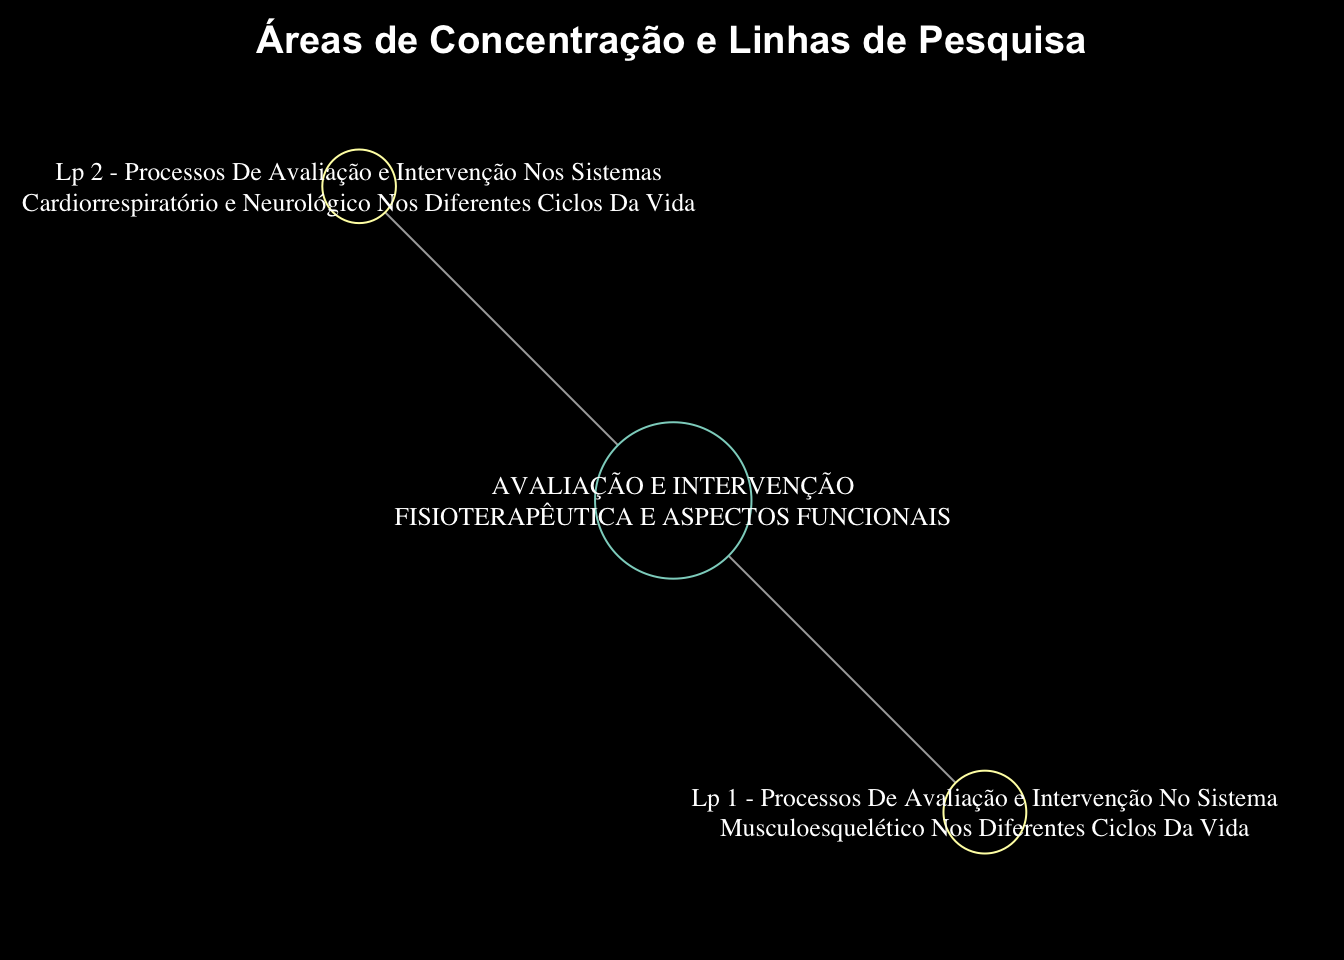 Áreas de Concentração e Linhas de Pesquisa
Lp 2 - Processos De Avaliação e Intervenção Nos Sistemas
Cardiorrespiratório e Neurológico Nos Diferentes Ciclos Da Vida
AVALIAÇÃO E INTERVENÇÃO
FISIOTERAPÊUTICA E ASPECTOS FUNCIONAIS
Lp 1 - Processos De Avaliação e Intervenção No Sistema
Musculoesquelético Nos Diferentes Ciclos Da Vida